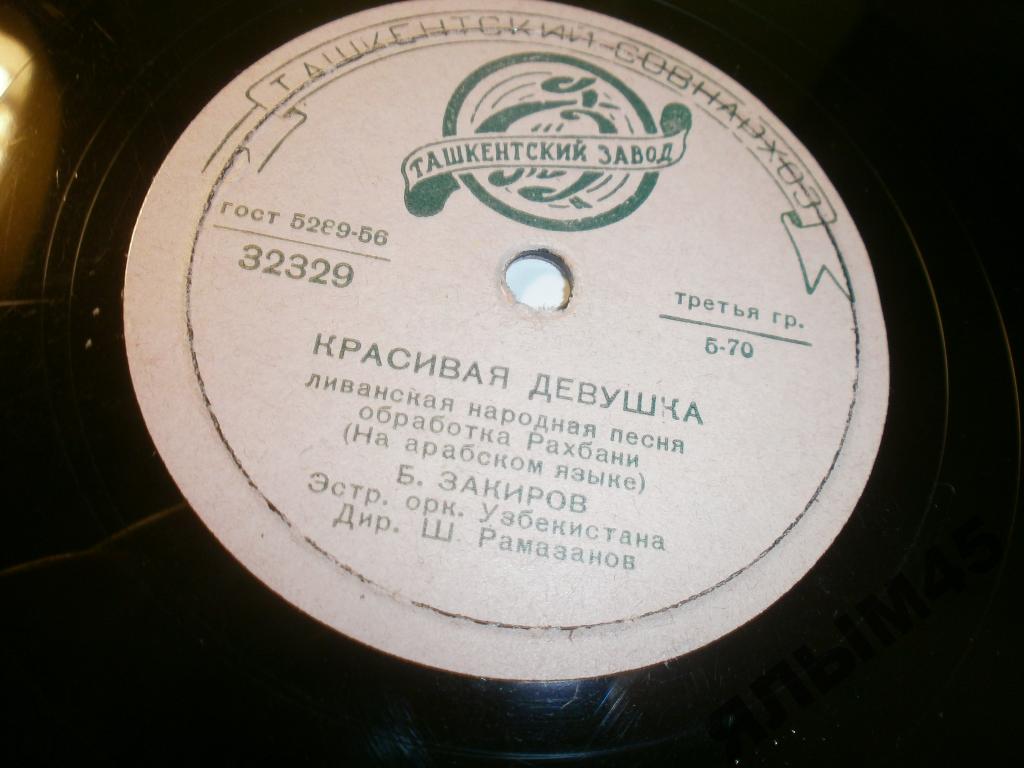 ТАШКЕНТСКИЙ СОВНАРХОЗ
ТАШКЕНТСКИЙ ЗАВОД
гост 5289-56
32329
третья гр.
Б-70
КРАСИВАЯ ДЕВУШКА
ливанская народная песня
обработка Рахбани
(На арабском языке)
Б. ЗАКИРОВ
Эстр. орк. Узбекистана
Дир. Ш. Рамазанов
ЯЛЫМ45